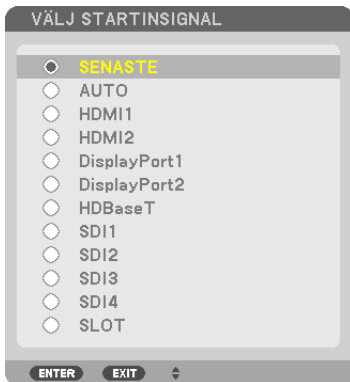 VÄLJ STARTINSIGNAL
SENASTE
AUTO
HDMI1
HDMI2
DisplayPort1
DisplayPort2
HDBaseT
SDI1
SDI2
SDI3
SDI4
SLOT
ENTER EXIT